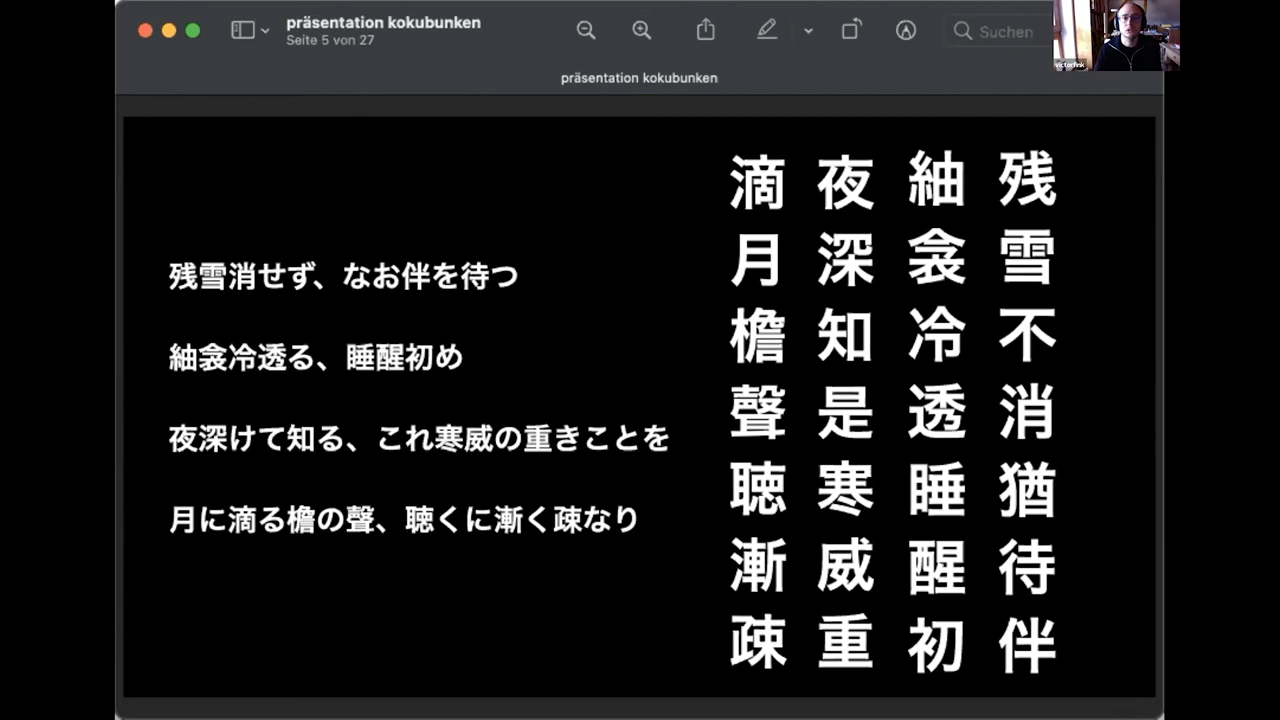 präsentation kokubunken
Seite 5 von 27
Suchen
präsentation kokubunken
victorfink
残雪消せず、なお伴を待つ
紬衾冷透る、睡醒初め
夜深けて知る、これ寒威の重きことを
月に滴る檐の聲、聴くに漸く疎なり
残雪不消猶待伴
紬衾冷透睡醒初
夜深知是寒威重
滴月檐聲聴漸疎